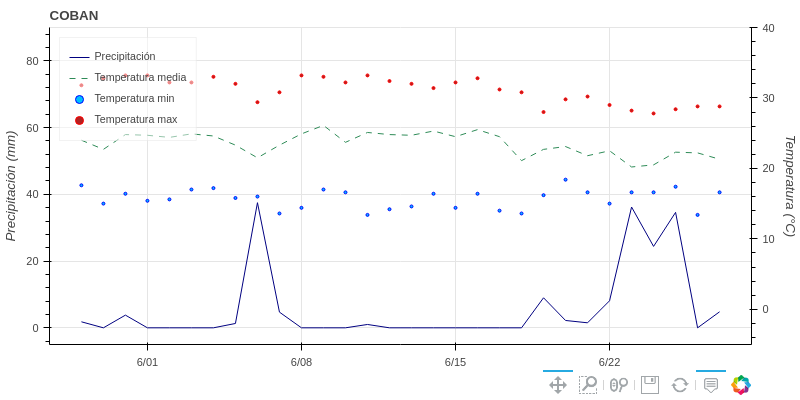 COBAN
Precipitación
Temperatura media
Temperatura min
Temperatura max
Precipitación (mm)
80
60
40
20
0
Temperatura (°C)
40
30
20
10
0
6/01
6/08
6/15
6/22